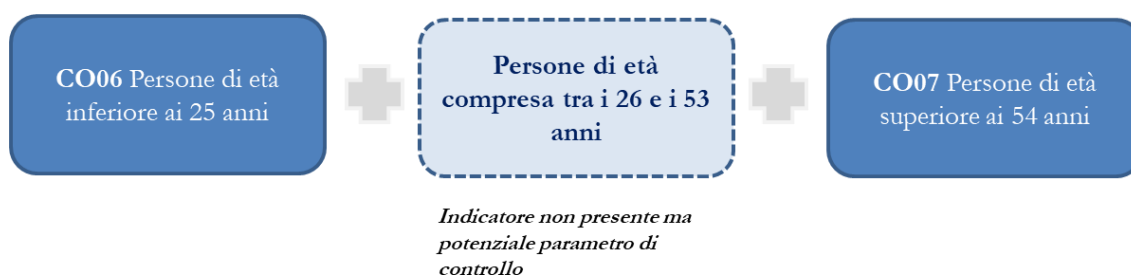 CO06 Persone di età
inferiore ai 25 anni
Persone di età
compresa tra i 26 e i 53
anni
CO07 Persone di età
superiore ai 54 anni
Indicatore non presente ma
potenziale parametro di
controllo